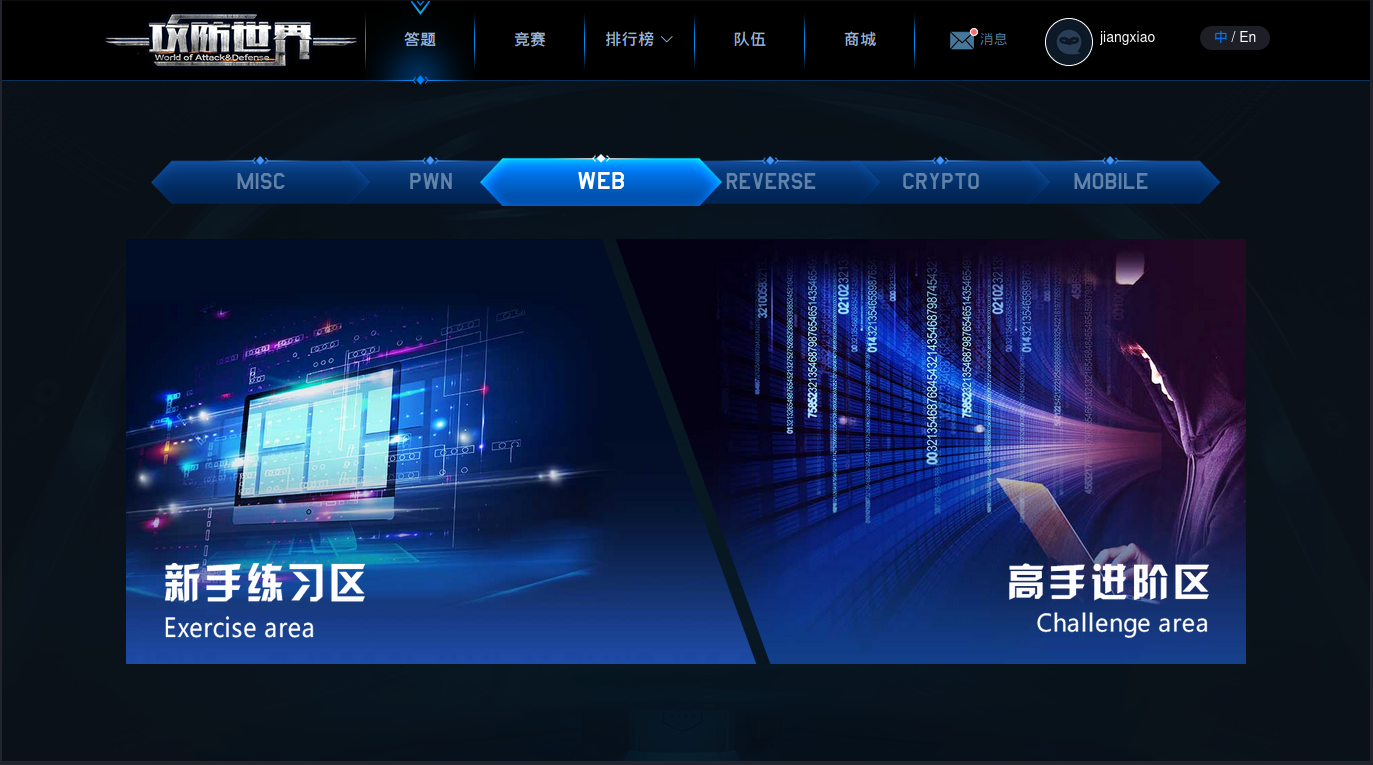 攻防世界
World of Attack&Defense
答题
竞赛
排行榜
队伍
商城
消息
jiangxiao
中 / En
MISC
PWN
WEB
REVERSE
CRYPTO
MOBILE
新手练习区
Exercise area
高手进阶区
Challenge area